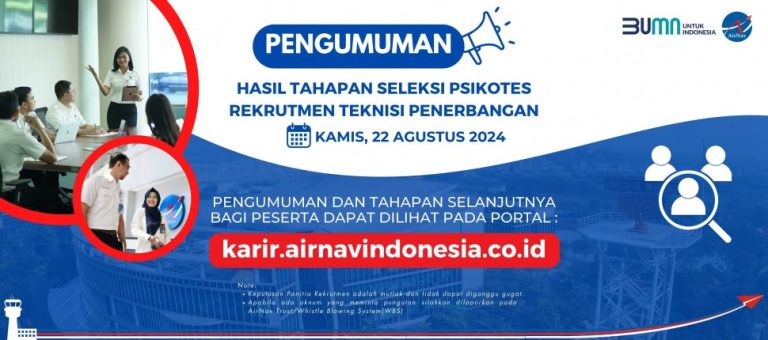 PENGUMUMAN
BUMN UNTUK INDONESIA
AirNav
HASIL TAHAPAN SELEKSI PSIKOTES
REKRUTMEN TEKNISI PENERBANGAN
KAMIS, 22 AGUSTUS 2024
PENGUMUMAN DAN TAHAPAN SELANJUTNYA
BAGI PESERTA DAPAT DILIHAT PADA PORTAL :
karir.airnavindonesia.co.id
Note:
• Keputusan Panitia Rekrutmen adalah mutlak dan tidak dapat diganggu gugat.
• Apabila ada oknum yang meminta pungutan silahkan dilaporkan pada
AirNav Trust/Whistle Blowing System(WBS)